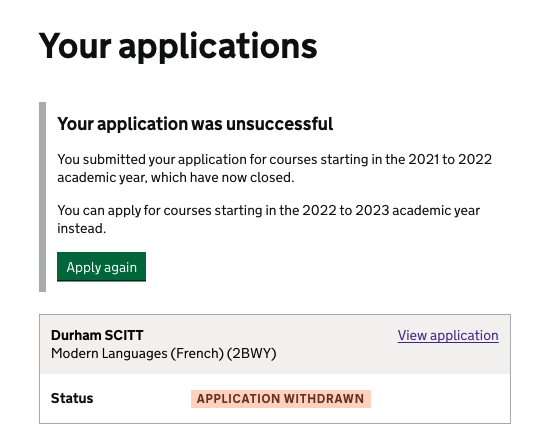 Your applications
Your application was unsuccessful
You submitted your application for courses starting in the 2021 to 2022
academic year, which have now closed.
You can apply for courses starting in the 2022 to 2023 academic year
instead.
Apply again
Durham SCITT
View application
Modern Languages (French) (2BWY)
Status
APPLICATION WITHDRAWN